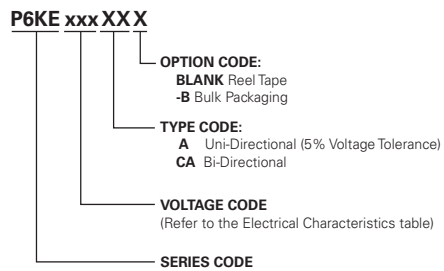 P6KE xxx XX X
OPTION CODE:
BLANK Reel Tape
-B Bulk Packaging
TYPE CODE:
A Uni-Directional (5% Voltage Tolerance)
CA Bi-Directional
VOLTAGE CODE
(Refer to the Electrical Characteristics table)
SERIES CODE